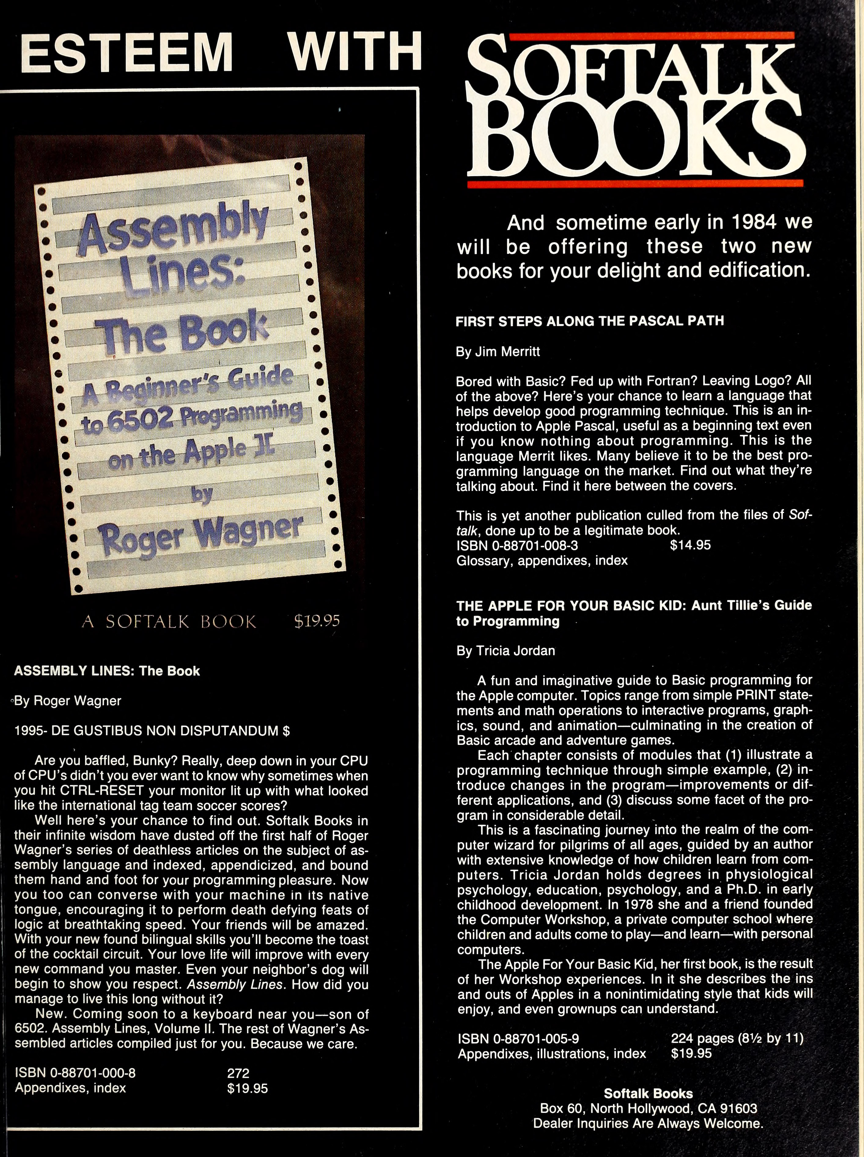 ESTEEM WITH
Assembly
Lines:
The Book
A Beginner's Guide
to 6502 Programming
on the Apple ][
by
Roger Wagner
A SOFTALK BOOK $19.95
ASSEMBLY LINES: The Book
By Roger Wagner
1995- DE GUSTIBUS NON DISPUTANDUM $
Are you baffled, Bunky? Really, deep down in your CPU
of CPU's didn't you ever want to know why sometimes when
you hit CTRL-RESET your monitor lit up with what looked
like the international tag team soccer scores?
Well here's your chance to find out. Softalk Books in
their infinite wisdom have dusted off the first half of Roger
Wagner's series of deathless articles on the subject of as-
sembly language and indexed, appendicized, and bound
them hand and foot for your programming pleasure. Now
you too can converse with your machine in its native
tongue, encouraging it to perform death defying feats of
logic at breathtaking speed. Your friends will be amazed.
With your new found bilingual skills you'll become the toast
of the cocktail circuit. Your love life will improve with every
new command you master. Even your neighbor's dog will
begin to show you respect. Assembly Lines. How did you
manage to live this long without it?
New. Coming soon to a keyboard near you—son of
6502. Assembly Lines, Volume II. The rest of Wagner's As-
sembled articles compiled just for you. Because we care.
ISBN 0-88701-000-8 272
Appendixes, index $19.95
SOFTALK
BOOKS
And sometime early in 1984 we
will be offering these two new
books for your delight and edification.
FIRST STEPS ALONG THE PASCAL PATH
By Jim Merritt
Bored with Basic? Fed up with Fortran? Leaving Logo? All
of the above? Here's your chance to learn a language that
helps develop good programming technique. This is an in-
troduction to Apple Pascal, useful as a beginning text even
if you know nothing about programming. This is the
language Merrit likes. Many believe it to be the best pro-
gramming language on the market. Find out what they're
talking about. Find it here between the covers.
This is yet another publication culled from the files of Sof-
talk, done up to be a legitimate book.
ISBN 0-88701-008-3 $14.95
Glossary, appendixes, index
THE APPLE FOR YOUR BASIC KID: Aunt Tillie's Guide
to Programming
By Tricia Jordan
A fun and imaginative guide to Basic programming for
the Apple computer. Topics range from simple PRINT state-
ments and math operations to interactive programs, graph-
ics, sound, and animation—culminating in the creation of
Basic arcade and adventure games.
Each chapter consists of modules that (1) illustrate a
programming technique through simple example, (2) in-
troduce changes in the program—improvements or dif-
ferent applications, and (3) discuss some facet of the pro-
gram in considerable detail.
This is a fascinating journey into the realm of the com-
puter wizard for pilgrims of all ages, guided by an author
with extensive knowledge of how children learn from com-
puters. Tricia Jordan holds degrees in physiological
psychology, education, psychology, and a Ph.D. in early
childhood development. In 1978 she and a friend founded
the Computer Workshop, a private computer school where
children and adults come to play—and learn—with personal
computers.
The Apple For Your Basic Kid, her first book, is the result
of her Workshop experiences. In it she describes the ins
and outs of Apples in a nonintimidating style that kids will
enjoy, and even grownups can understand.
ISBN 0-88701-005-9 224 pages (8½ by 11)
Appendixes, illustrations, index $19.95
Softalk Books
Box 60, North Hollywood, CA 91603
Dealer Inquiries Are Always Welcome.